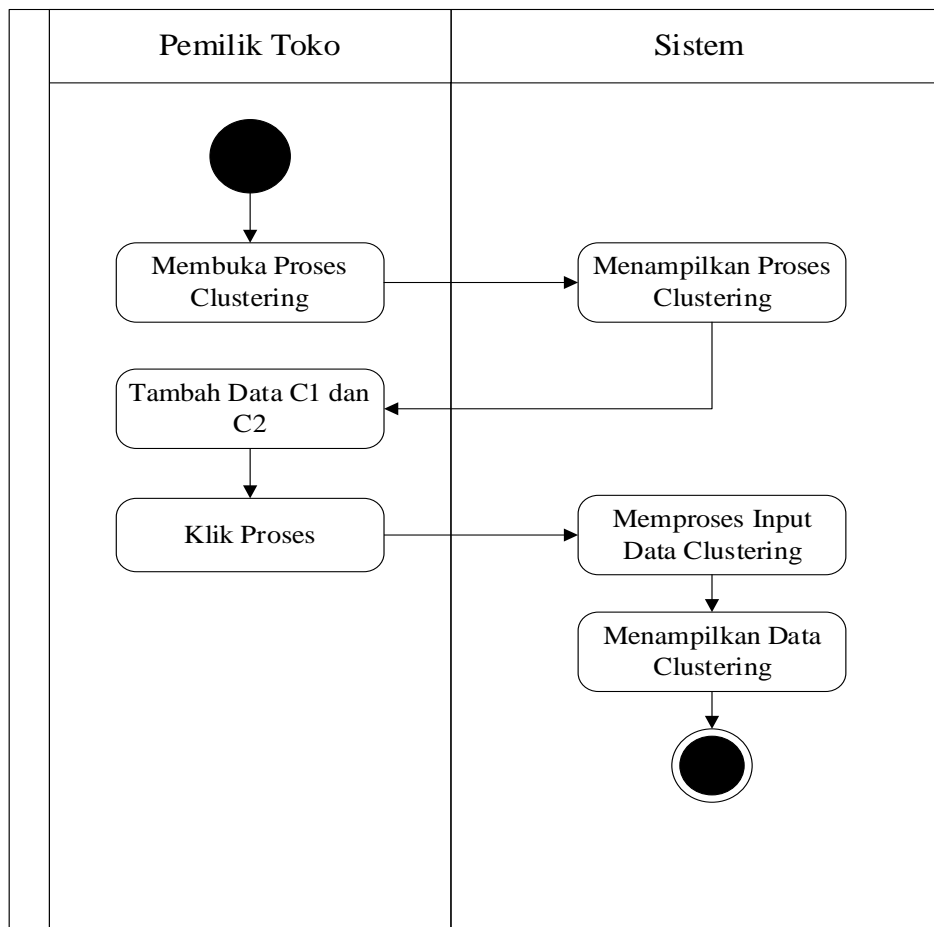 Pemilik Toko
Sistem
Membuka Proses
Clustering
Menampilkan Proses
Clustering
Tambah Data C1 dan
C2
Klik Proses
Memproses Input
Data Clustering
Menampilkan Data
Clustering